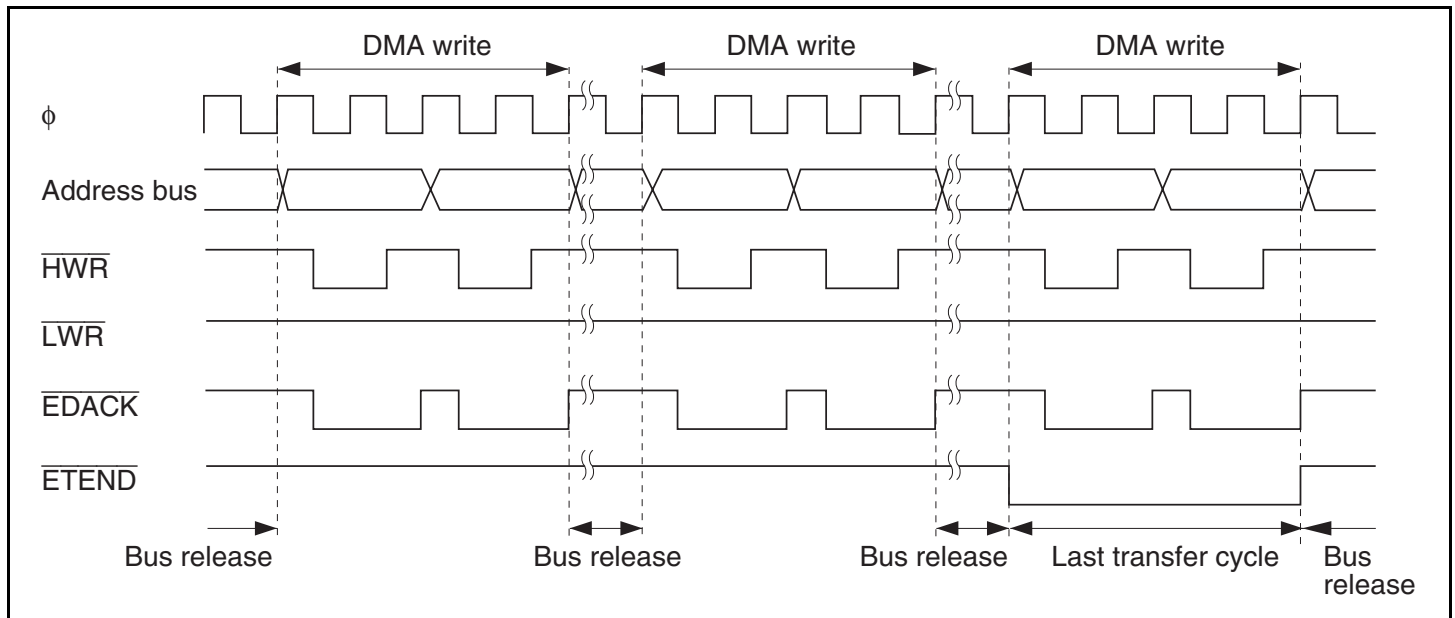 DMA write DMA write DMA write
ϕ
Address bus
HWR
LWR
EDACK
ETEND
Bus release Bus release Bus release Last transfer cycle Bus
release